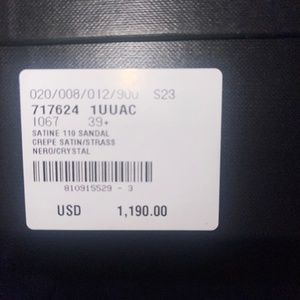 020/008/012/900 S23
717624 1UUAC
1067 39+
SATINE 110 SANDAL
CREPE SATIN/STRASS
NERO/CRYSTAL
810915529 - 3
USD 1,190.00